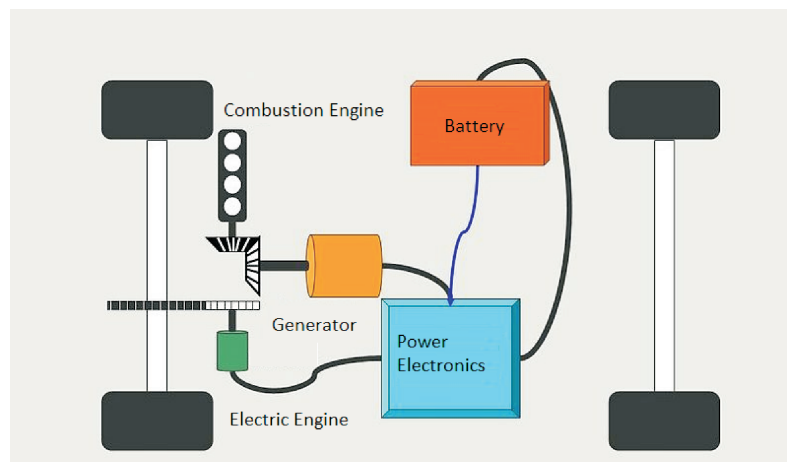 Combustion Engine
Battery
Generator
Power
Electronics
Electric Engine